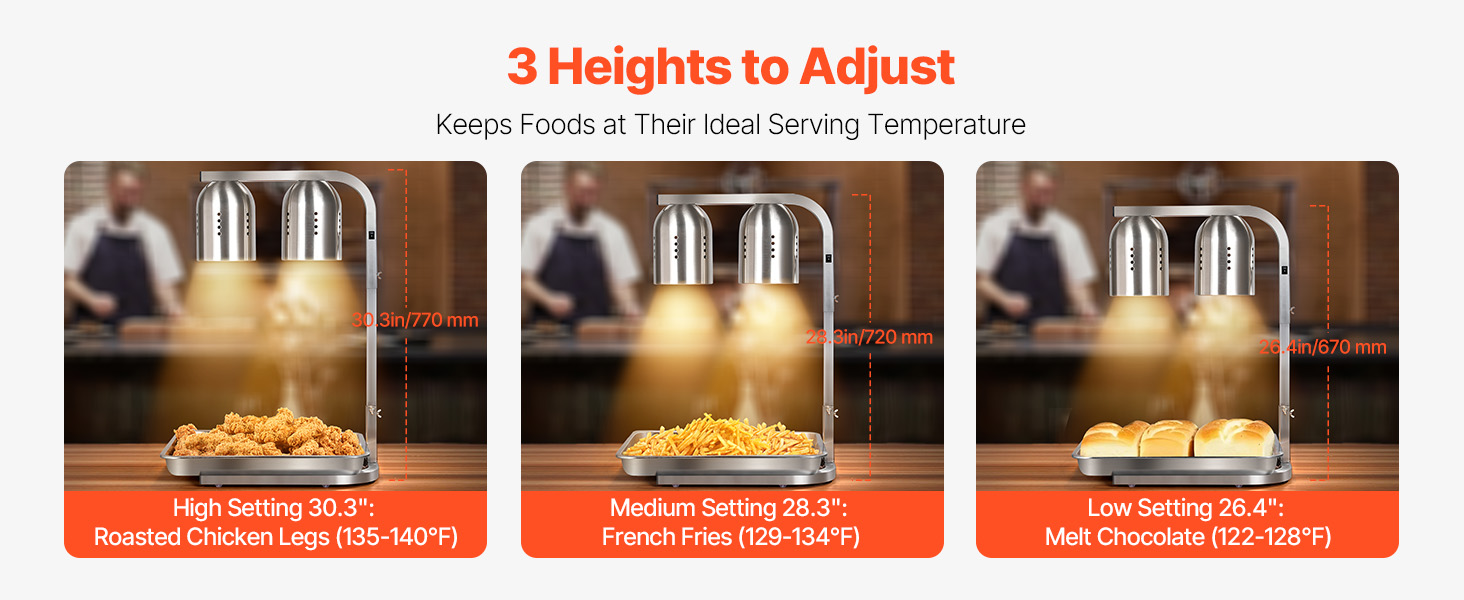 3 Heights to Adjust
Keeps Foods at Their Ideal Serving Temperature
30.3in/770 mm
28.3in/720 mm
26.4in/670 mm
High Setting 30.3":
Roasted Chicken Legs (135-140°F)
Medium Setting 28.3":
French Fries (129-134°F)
Low Setting 26.4":
Melt Chocolate (122-128°F)